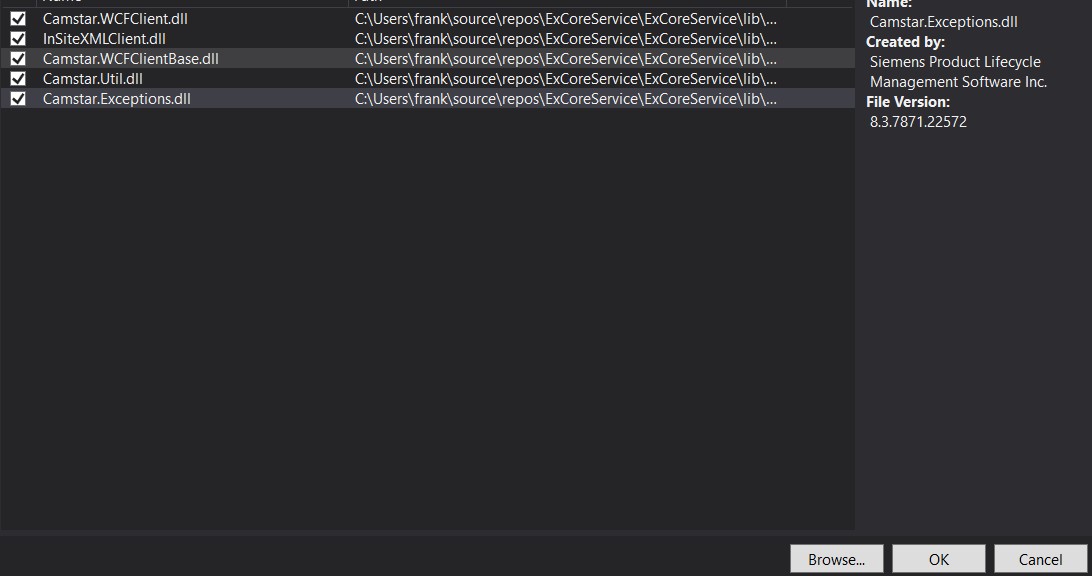 Name:
Camstar.WCFClient.dll C:\Users\frank\source\repos\ExCoreService\ExCoreService\lib\...
Camstar.Exceptions.dll
InSiteXMLClient.dll C:\Users\frank\source\repos\ExCoreService\ExCoreService\lib\...
Created by:
Camstar.WCFClientBase.dll C:\Users\frank\source\repos\ExCoreService\ExCoreService\lib\...
Siemens Product Lifecycle
Camstar.Util.dll C:\Users\frank\source\repos\ExCoreService\ExCoreService\lib\...
Management Software Inc.
Camstar.Exceptions.dll C:\Users\frank\source\repos\ExCoreService\ExCoreService\lib\...
File Version:
8.3.7871.22572
Browse... OK Cancel